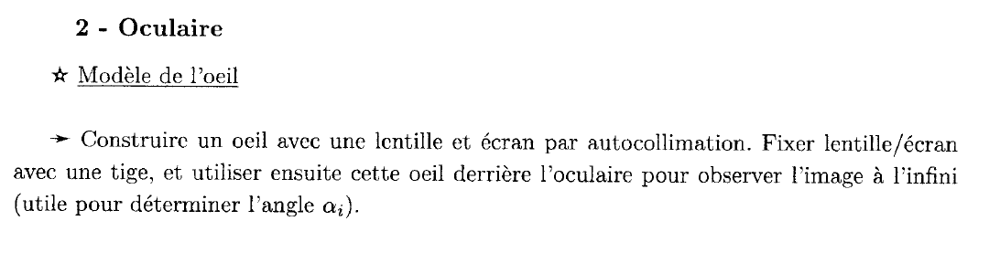 2 - Oculaire
☆ Modèle de l'oeil
➛ Construire un oeil avec une lentille et écran par autocollimation. Fixer lentille/écran
avec une tige, et utiliser ensuite cette oeil derrière l'oculaire pour observer l'image à l'infini
(utile pour déterminer l'angle αᵢ).